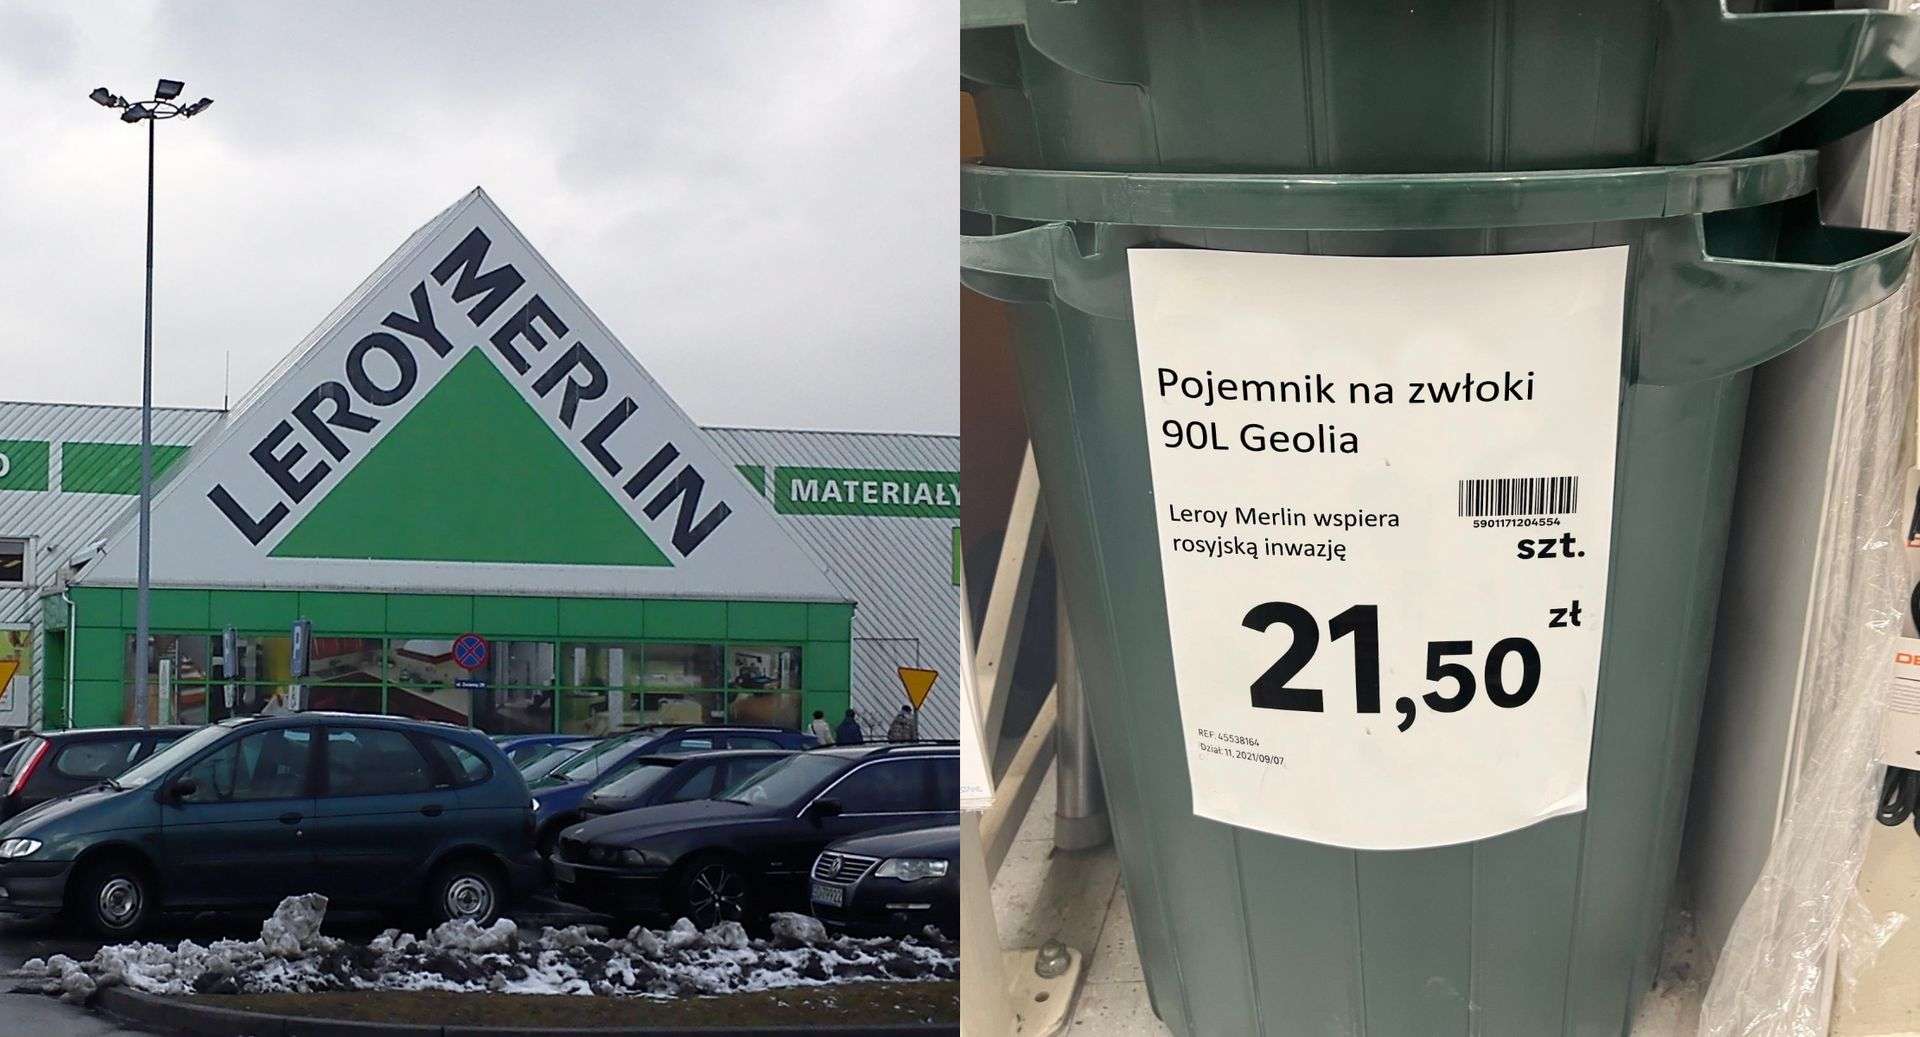 LEROY MERLIN
MATERIAŁY
Pojemnik na zwłoki
90L Geolia
Leroy Merlin wspiera
rosyjską inwazję
5901171204554
szt.
21,50 zł
REF: 45538164
Dział: 11, 2021/09/07